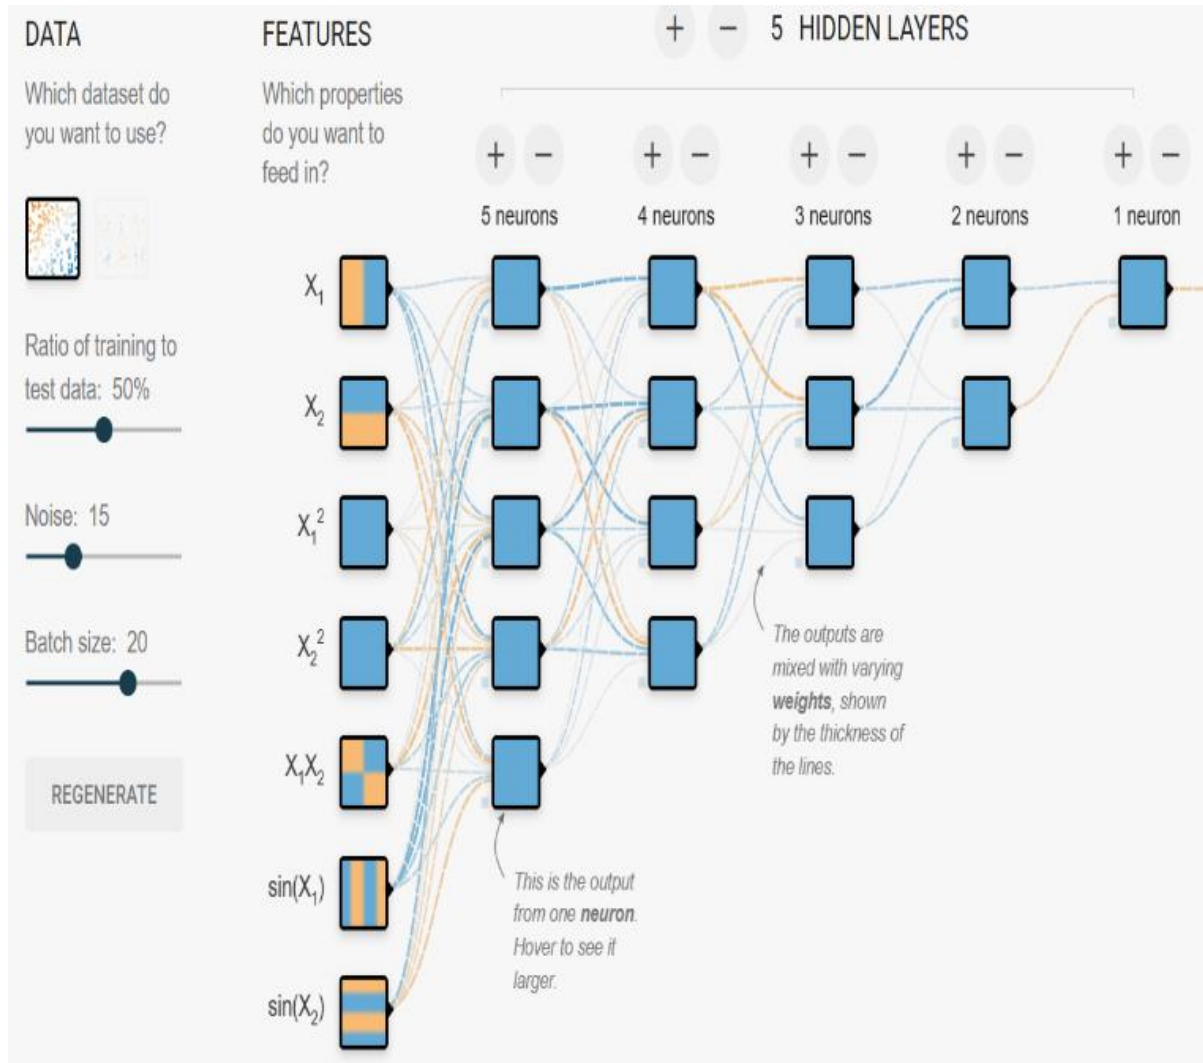 DATA
Which dataset do
you want to use?
Ratio of training to
test data: 50%
Noise: 15
Batch size: 20
REGENERATE
FEATURES
Which properties
do you want to
feed in?
X₁
X₂
X₁²
X₂²
X₁X₂
sin(X₁)
sin(X₂)
+ − 5 HIDDEN LAYERS
+ − + − + − + − + −
5 neurons 4 neurons 3 neurons 2 neurons 1 neuron
The outputs are
mixed with varying
weights, shown
by the thickness of
the lines.
This is the output
from one neuron.
Hover to see it
larger.